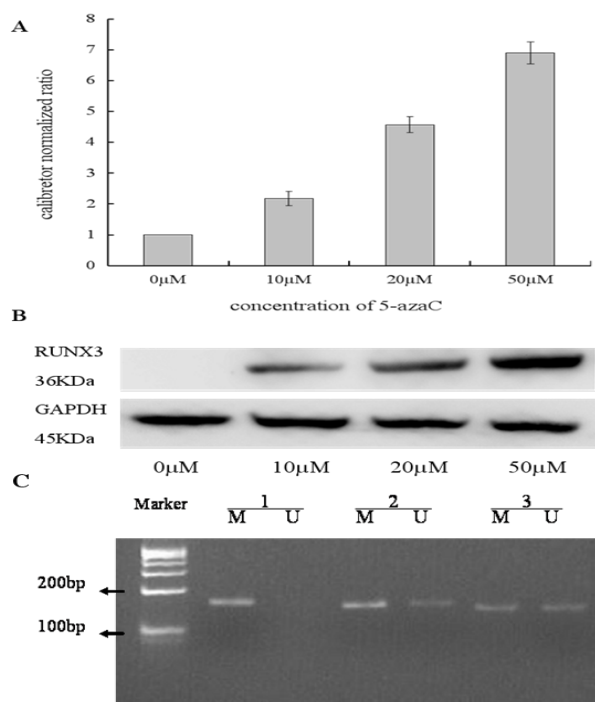 A
calibretor normalized ratio
8
7
6
5
4
3
2
1
0
0µM 10µM 20µM 50µM
concentration of 5-azaC
B
RUNX3
36KDa
GAPDH
45KDa
0µM 10µM 20µM 50µM
C
Marker 1 2 3
M U M U M U
200bp
100bp